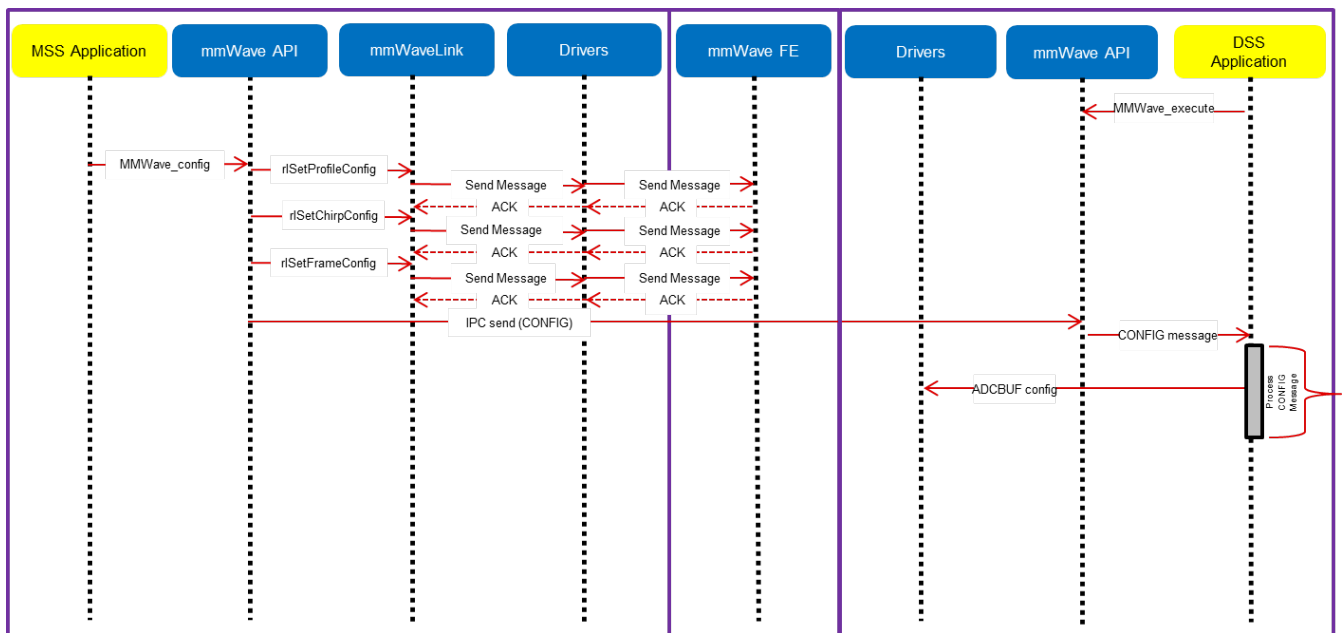 MSS Application
mmWave API
mmWaveLink
Drivers
mmWave FE
Drivers
mmWave API
DSS
Application
MMWave_execute
MMWave_config
rlSetProfileConfig
Send Message
Send Message
ACK
ACK
rlSetChirpConfig
Send Message
Send Message
ACK
ACK
rlSetFrameConfig
Send Message
Send Message
ACK
ACK
IPC send (CONFIG)
CONFIG message
Process
CONFIG
Message
ADCBUF config